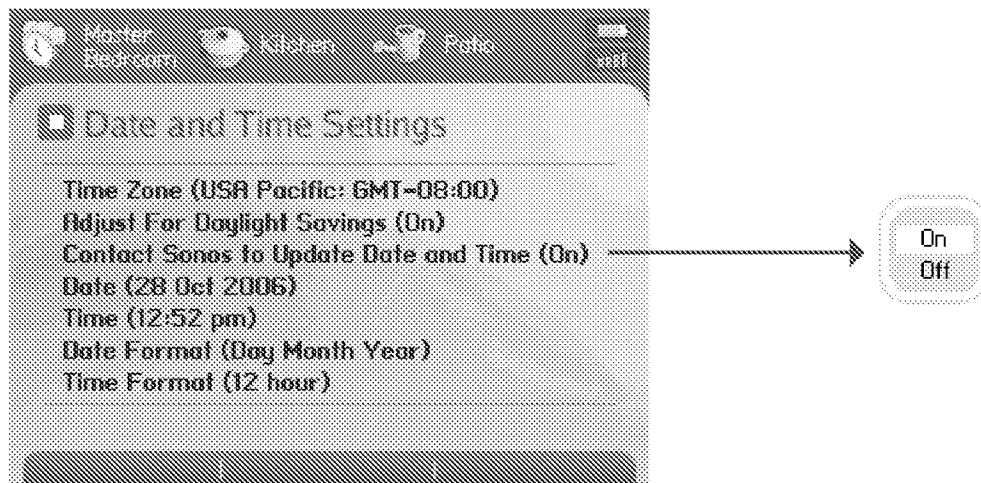 Master
Bedroom
Kitchen
Patio
Date and Time Settings
Time Zone (USA Pacific: GMT-08:00)
Adjust For Daylight Savings (On)
Contact Sonos to Update Date and Time (On)
Date (28 Oct 2006)
Time (12:52 pm)
Date Format (Day Month Year)
Time Format (12 hour)
On
Off